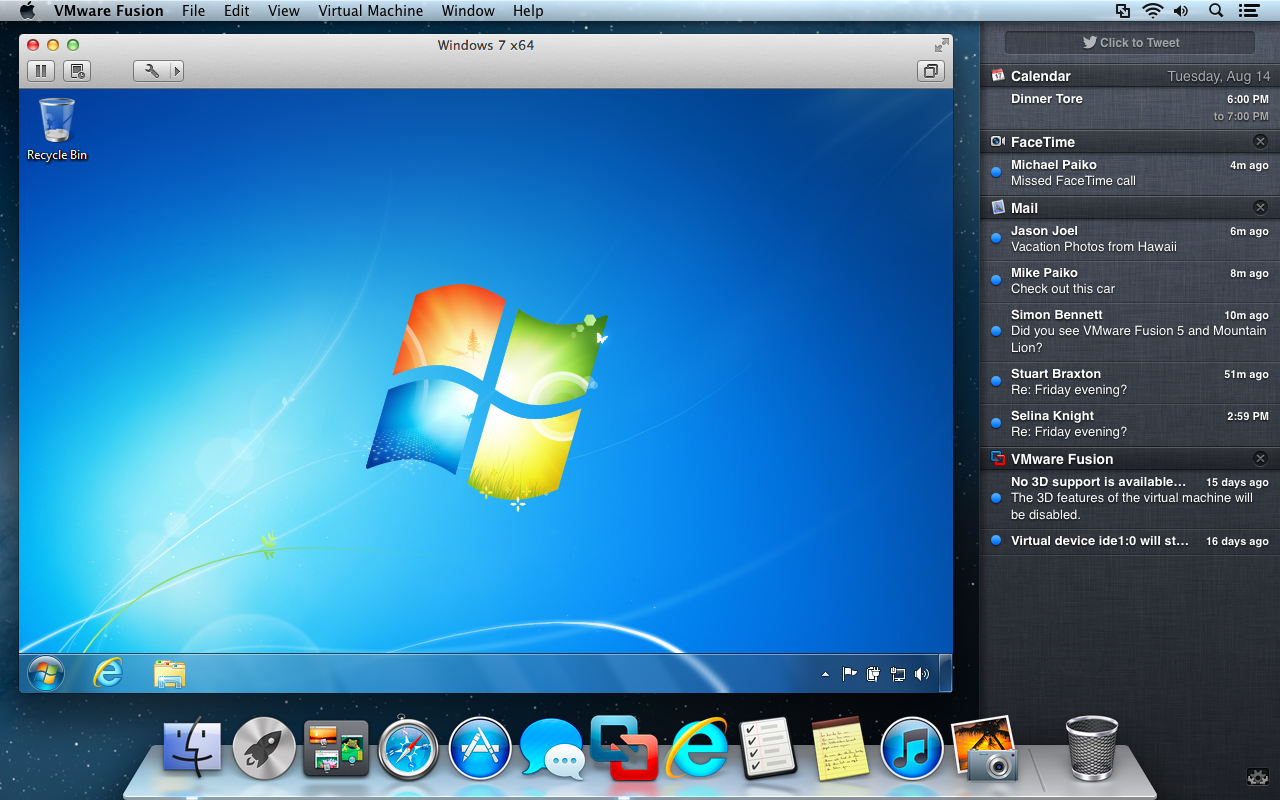 VMware Fusion File Edit View Virtual Machine Window Help
Windows 7 x64
Recycle Bin
Click to Tweet
Calendar Tuesday, Aug 14
Dinner Tore 6:00 PM
to 7:00 PM
FaceTime
Michael Paiko 4m ago
Missed FaceTime call
Mail
Jason Joel 6m ago
Vacation Photos from Hawaii
Mike Paiko 8m ago
Check out this car
Simon Bennett 10m ago
Did you see VMware Fusion 5 and Mountain
Lion?
Stuart Braxton 51m ago
Re: Friday evening?
Selina Knight 2:59 PM
Re: Friday evening?
VMware Fusion
No 3D support is available... 15 days ago
The 3D features of the virtual machine will
be disabled.
Virtual device ide1:0 will st... 16 days ago